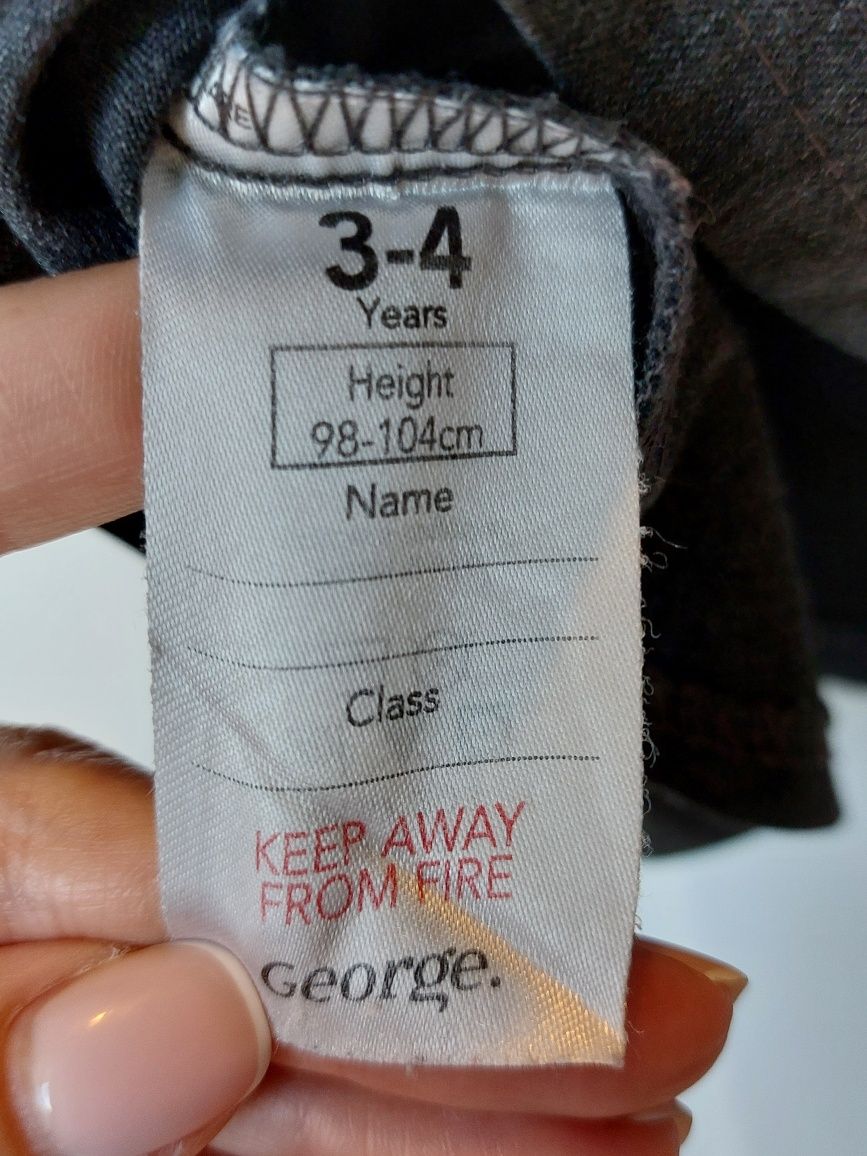 3-4
Years
Height
98-104cm
Name
Class
KEEP AWAY
FROM FIRE
George.